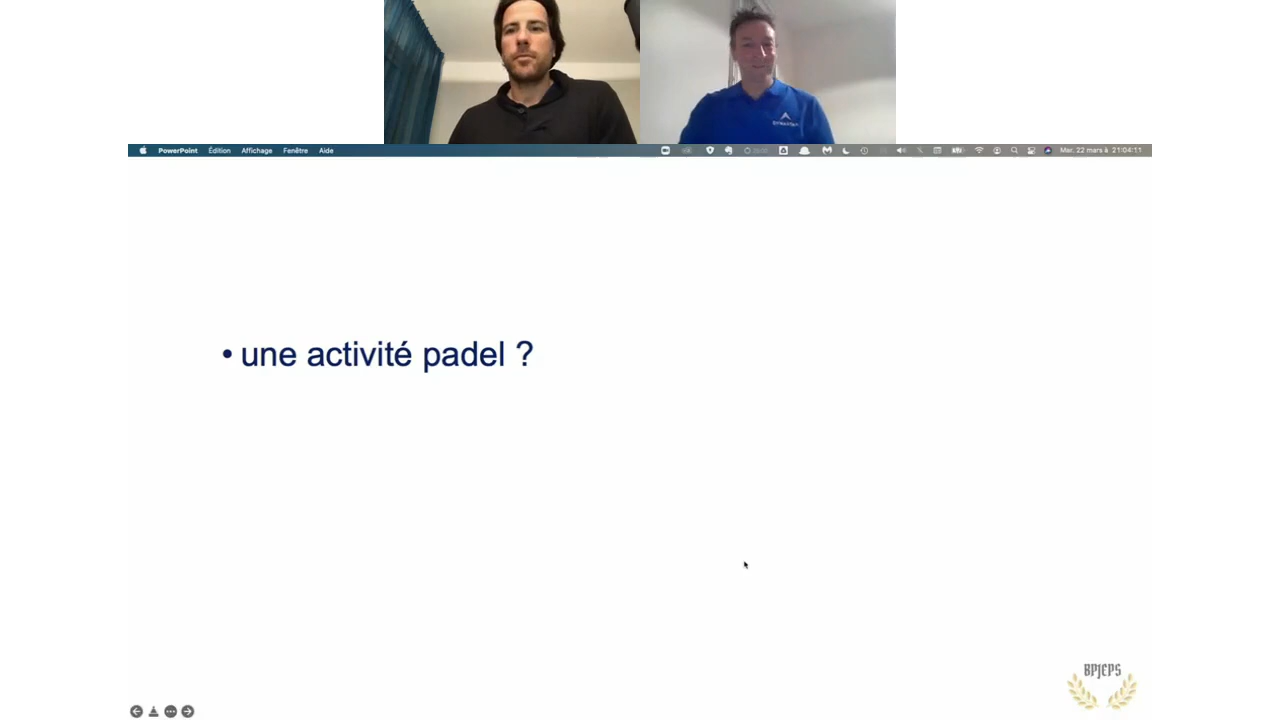 PowerPoint Édition Affichage Fenêtre Aide
Mar. 22 mars à 21:04:11
• une activité padel ?
BPJEPS